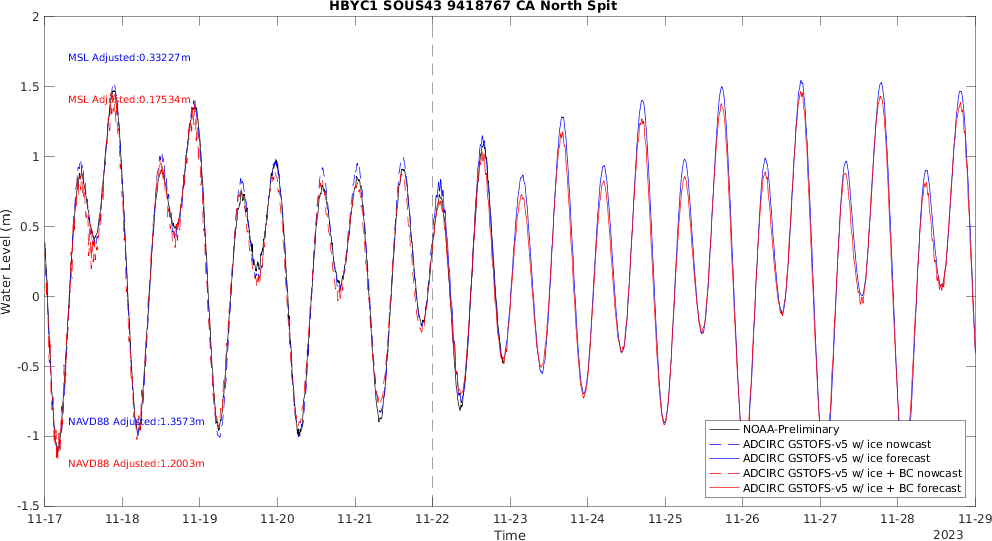 HBYC1 SOUS43 9418767 CA North Spit
2
1.5
1
0.5
0
-0.5
-1
-1.5
Water Level (m)
MSL Adjusted:0.33227m
MSL Adjusted:0.17534m
NAVD88 Adjusted:1.3573m
NAVD88 Adjusted:1.2003m
NOAA-Preliminary
ADCIRC GSTOFS-v5 w/ ice nowcast
ADCIRC GSTOFS-v5 w/ ice forecast
ADCIRC GSTOFS-v5 w/ ice + BC nowcast
ADCIRC GSTOFS-v5 w/ ice + BC forecast
11-17 11-18 11-19 11-20 11-21 11-22 11-23 11-24 11-25 11-26 11-27 11-28 11-29
Time
2023